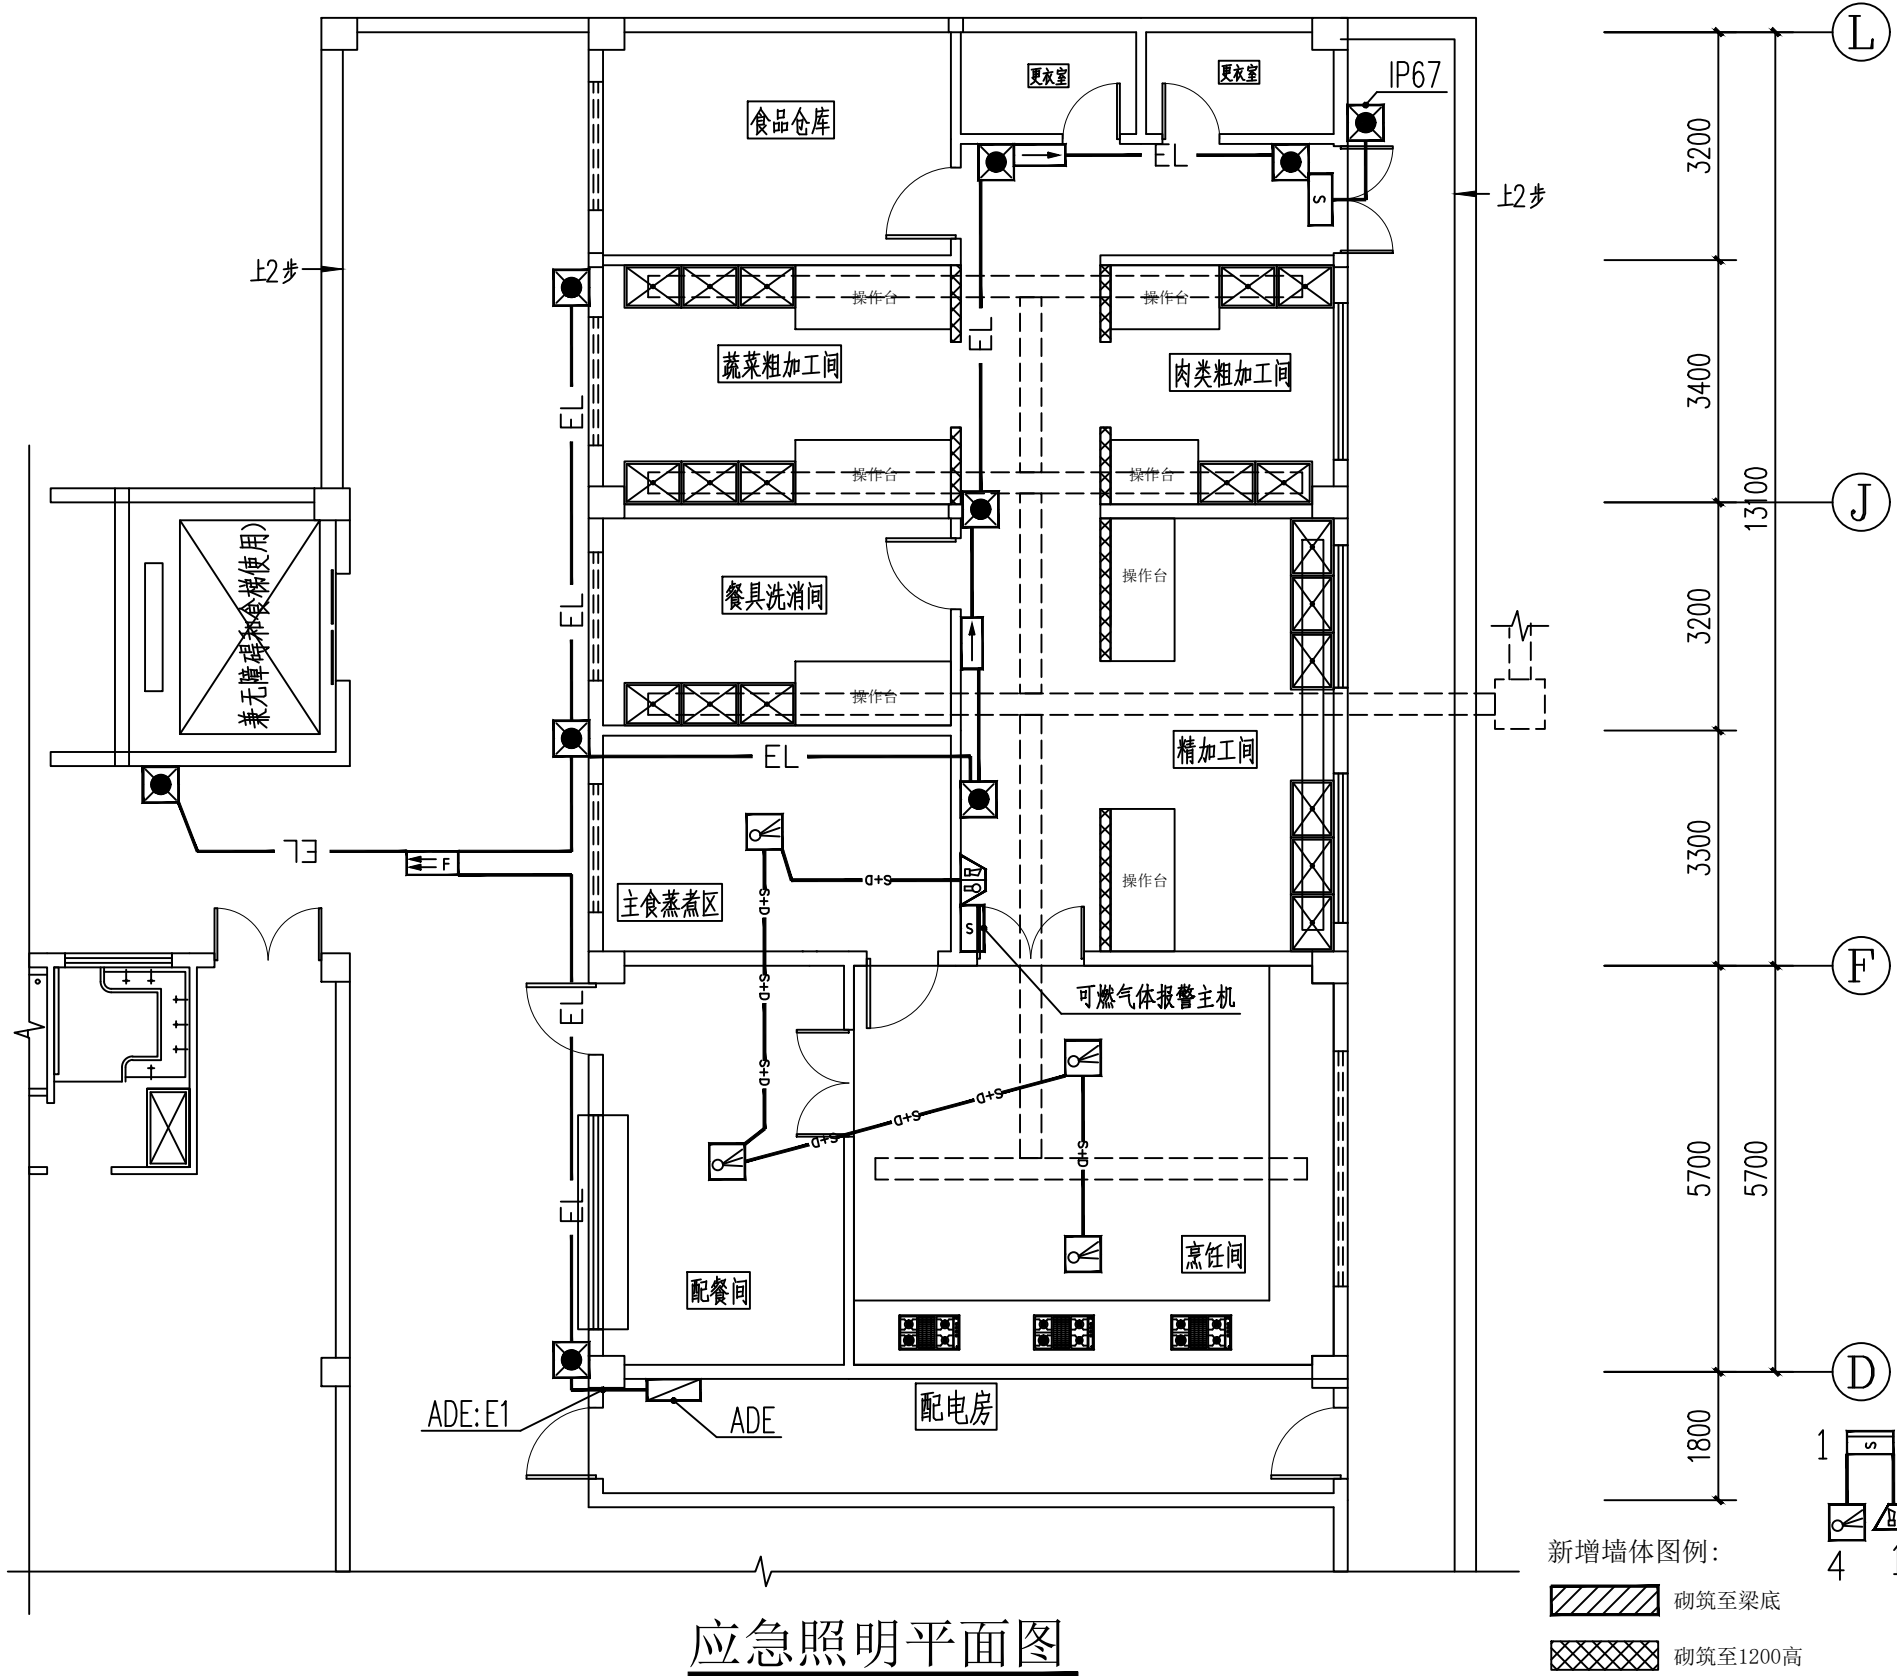 L
IP67
更衣室
更衣室
食品仓库
3200
EL
上2步
上2步
S
操作台
操作台
EL
蔬菜粗加工间
肉类粗加工间
3400
EL
操作台
操作台
13100
J
兼无障碍和食梯使用)
餐具洗消间
操作台
EL
3200
操作台
EL
精加工间
EL
F
3300
主食蒸煮区
S+D
S+D
操作台
S
F
S+D
可燃气体报警主机
EL
S+D
S+D
S+D
S+D
S+D
5700
5700
EL
烹饪间
配餐间
D
ADE:E1
ADE
配电房
1800
1
S
4
1
新增墙体图例:
砌筑至梁底
砌筑至1200高
应急照明平面图